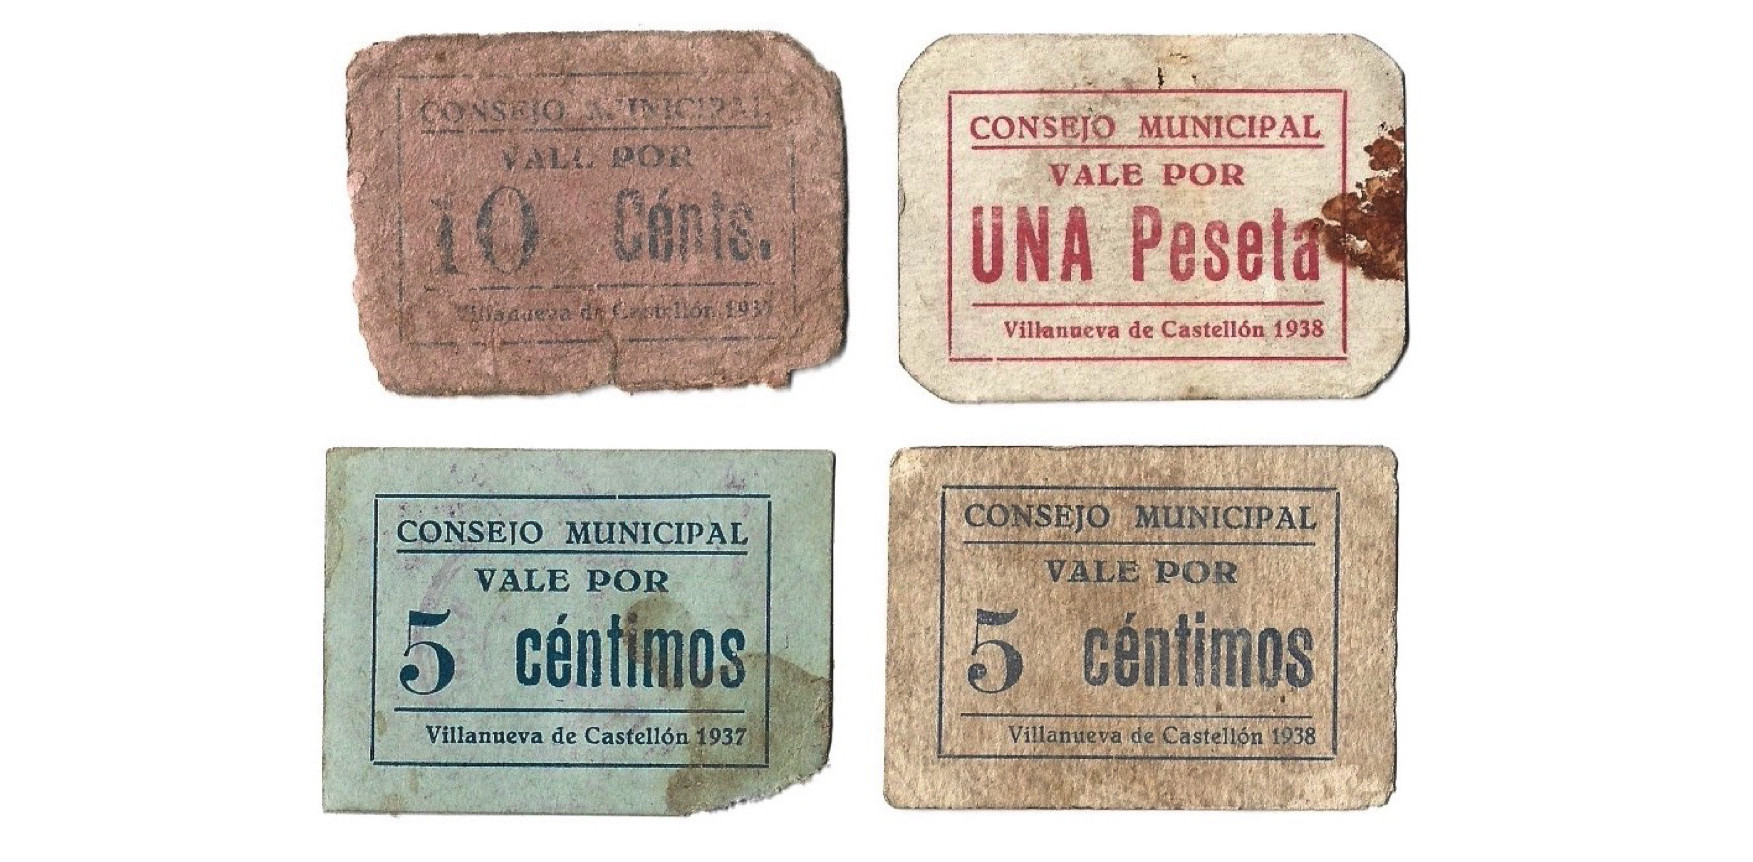 CONSEJO MUNICIPAL
VALE POR
10 Cénts.
Villanueva de Castellón 1937
CONSEJO MUNICIPAL
VALE POR
UNA Peseta
Villanueva de Castellón 1938
CONSEJO MUNICIPAL
VALE POR
5 céntimos
Villanueva de Castellón 1937
CONSEJO MUNICIPAL
VALE POR
5 céntimos
Villanueva de Castellón 1938